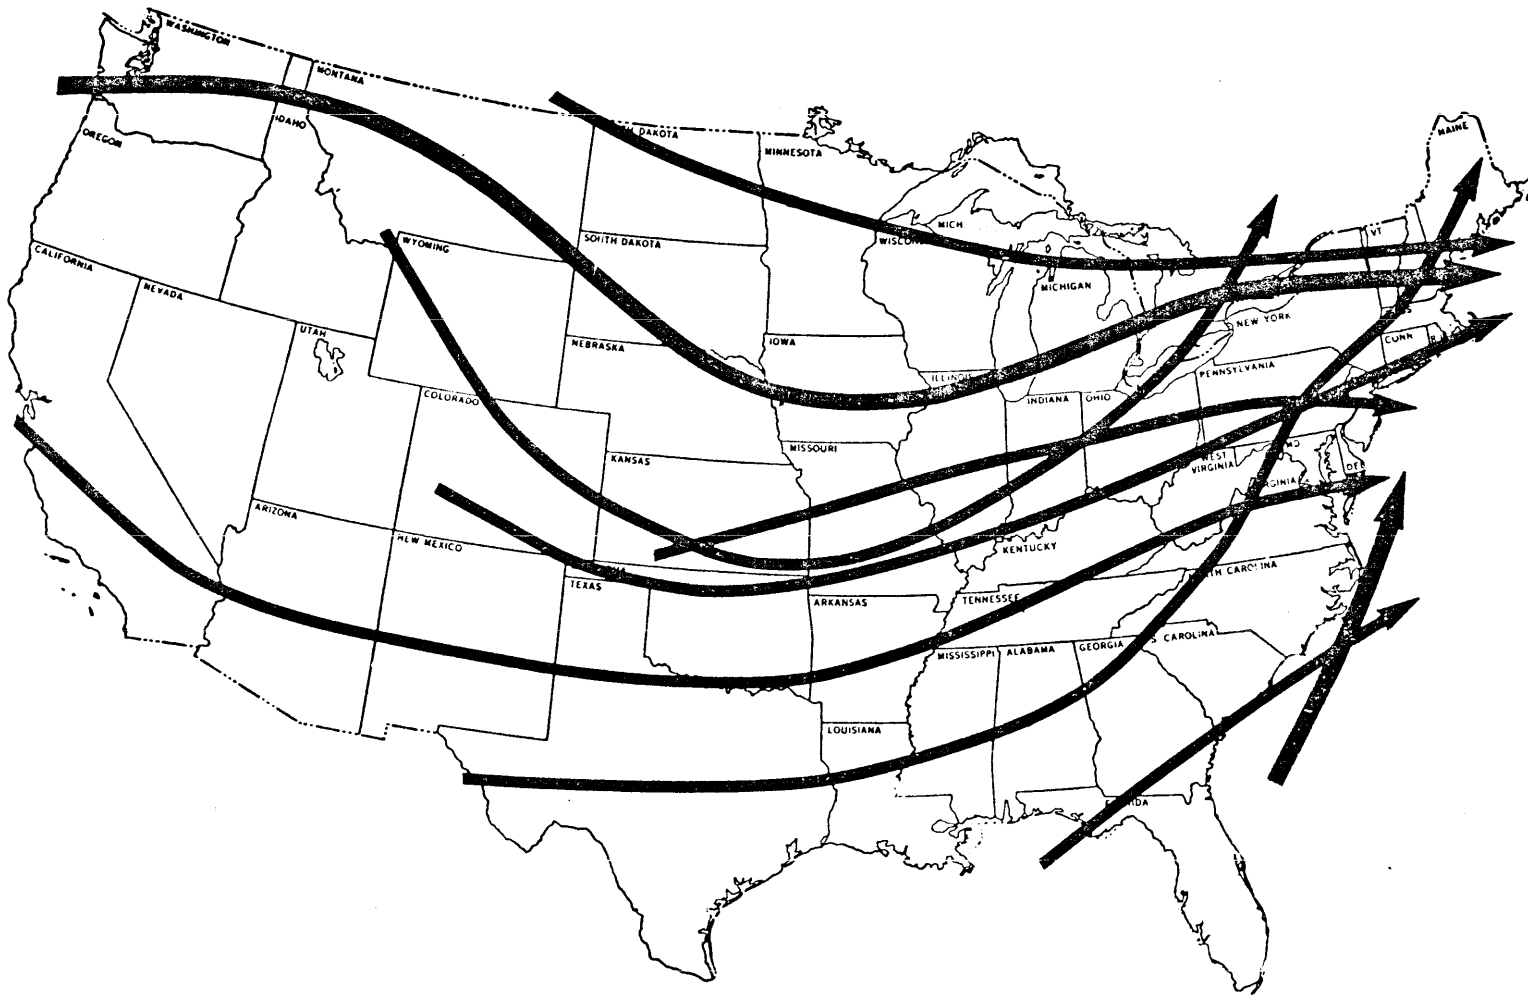 WASHINGTON
MONTANA
IDAHO
OREGON
DAKOTA
MINNESOTA
MAINE
CALIFORNIA
NEVADA
WYOMING
SOUTH DAKOTA
MICH
VT
UTAH
NEBRASKA
IOWA
MICHIGAN
NEW YORK
CONN
COLORADO
ILLINOIS
INDIANA
OHIO
PENNSYLVANIA
KANSAS
MISSOURI
WEST
VIRGINIA
MD
DEL
ARIZONA
NEW MEXICO
TEXAS
KENTUCKY
ARKANSAS
TENNESSEE
MISSISSIPPI
ALABAMA
GEORGIA
S CAROLINA
LOUISIANA